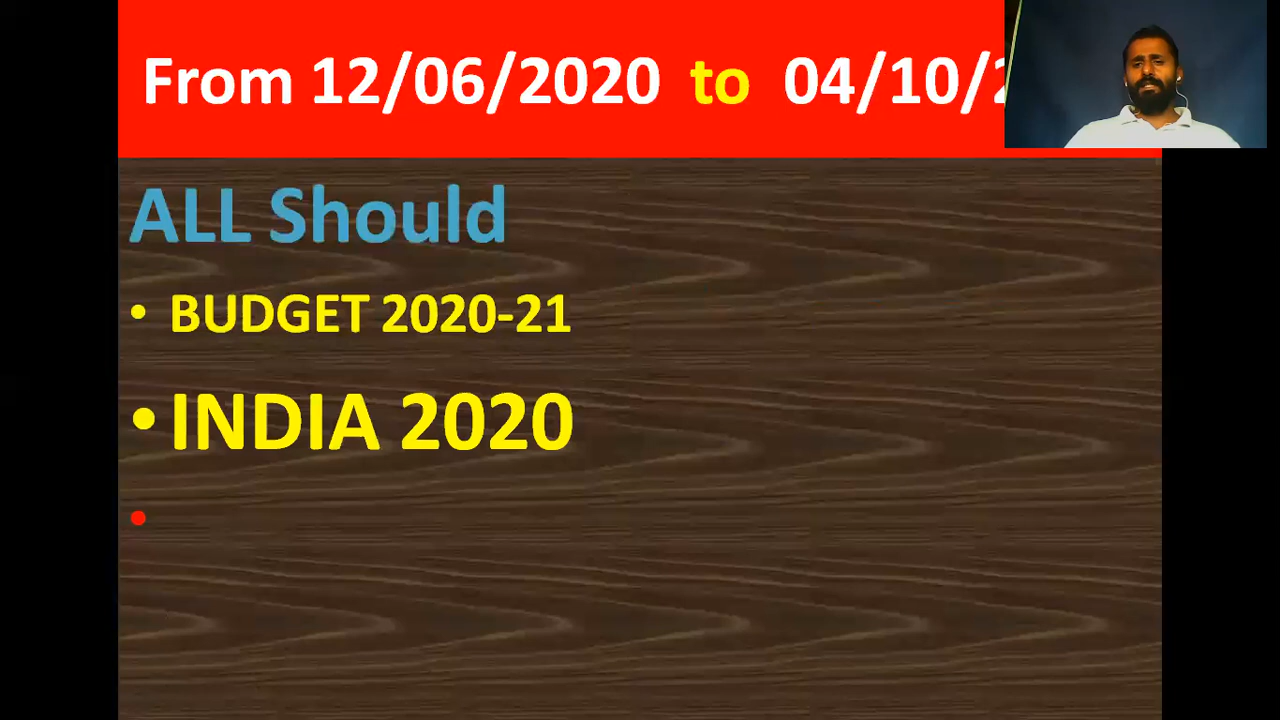 From 12/06/2020 to 04/10/
ALL Should
• BUDGET 2020-21
• INDIA 2020
•